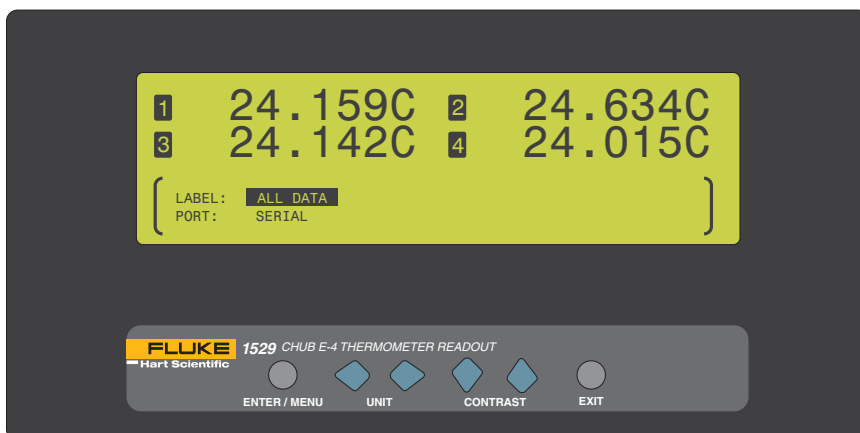 1 24.159C 2 24.634C
3 24.142C 4 24.015C
LABEL: ALL DATA
PORT: SERIAL
FLUKE 1529 CHUB E-4 THERMOMETER READOUT
Hart Scientific
ENTER / MENU UNIT CONTRAST EXIT